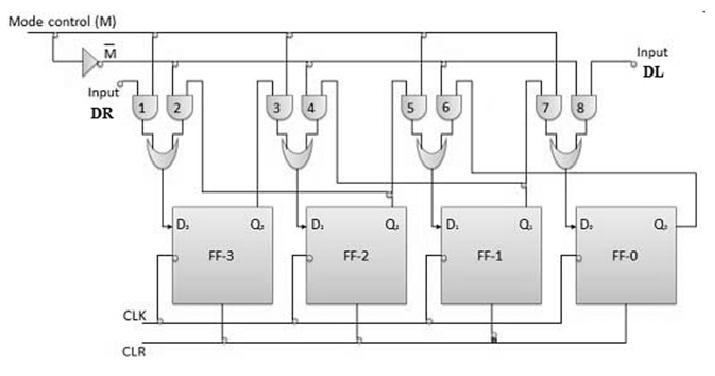 Mode control (M)
M̅
Input
DL
Input
DR
1 2 3 4 5 6 7 8
D₃ Q₃ D₂ Q₂ D₁ Q₁ D₀ Q₀
FF-3 FF-2 FF-1 FF-0
CLK
CLR